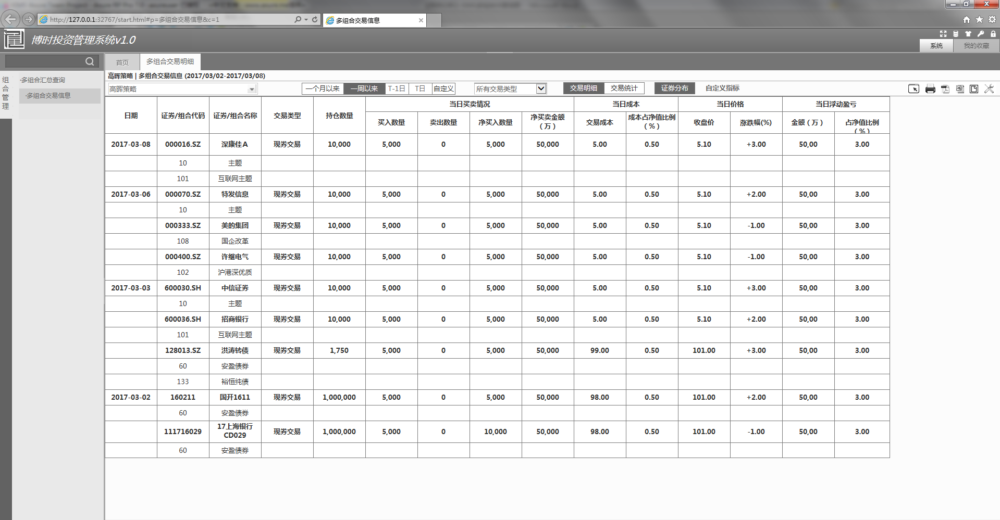 http://127.0.0.1:32767/start.html#p=多组合交易信息&c=1
多组合交易信息
博时投资管理系统v1.0
系统 我的收藏
首页 多组合交易明细
组合管理
·多组合汇总查询
·多组合交易信息
高晖策略 | 多组合交易信息 (2017/03/02-2017/03/08)
高晖策略 一个月以来 一周以来 T-1日 T日 自定义 所有交易类型 交易明细 交易统计 证券分布 自定义指标
日期 证券/组合代码 证券/组合名称 交易类型 持仓数量 当日买卖情况 当日成本 当日价格 当日浮动盈亏
买入数量 卖出数量 净买入数量 净买卖金额（万） 交易成本 成本占净值比例（%） 收盘价 涨跌幅(%) 金额（万） 占净值比例（%）
2017-03-08 000016.SZ 深康佳A 现券交易 10,000 5,000 0 5,000 50,000 5.00 0.50 5.10 +3.00 50,00 3.00
10 主题
101 互联网主题
2017-03-06 000070.SZ 特发信息 现券交易 10,000 5,000 0 5,000 50,000 5.00 0.50 5.10 +2.00 50,00 3.00
10 主题
000333.SZ 美的集团 现券交易 10,000 5,000 0 5,000 50,000 5.00 0.50 5.10 -1.00 50,00 3.00
108 国企改革
000400.SZ 许继电气 现券交易 10,000 5,000 0 5,000 50,000 5.00 0.50 5.10 -1.00 50,00 3.00
102 沪港深优质
2017-03-03 600030.SH 中信证券 现券交易 10,000 5,000 0 5,000 50,000 5.00 0.50 5.10 +3.00 50,00 3.00
10 主题
600036.SH 招商银行 现券交易 10,000 5,000 0 5,000 50,000 5.00 0.50 5.10 +2.00 50,00 3.00
101 互联网主题
128013.SZ 洪涛转债 现券交易 1,750 5,000 0 5,000 50,000 99.00 0.50 101.00 +3.00 50,00 3.00
60 安盈债券
133 裕恒纯债
2017-03-02 160211 国开1611 现券交易 1,000,000 5,000 0 5,000 50,000 98.00 0.50 101.00 +2.00 50,00 3.00
60 安盈债券
111716029 17上海银行CD029 现券交易 1,000,000 5,000 0 10,000 50,000 98.00 0.50 101.00 -1.00 50,00 3.00
60 安盈债券